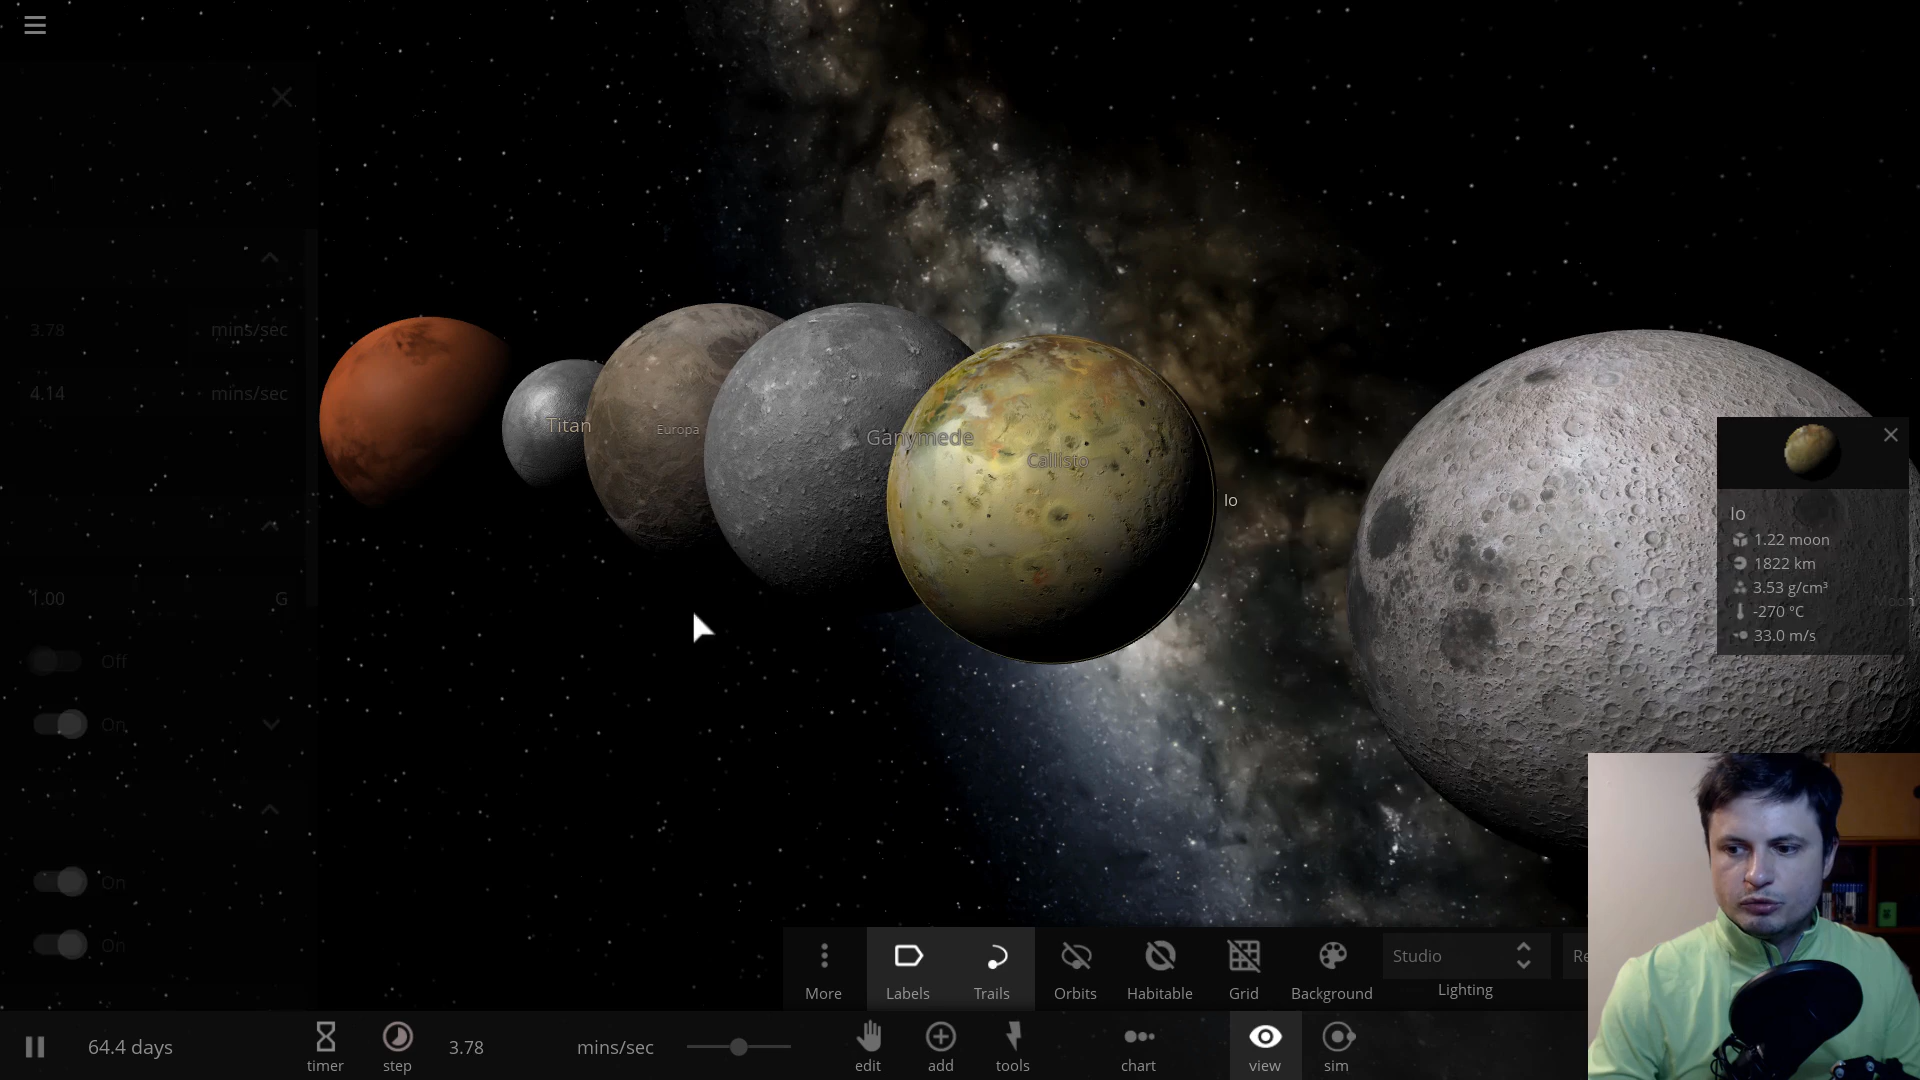 3.78 mins/sec
4.14 mins/sec
1.00 G
Off
On
On
On
Titan
Europa
Ganymede
Callisto
Io
Moon
Io
1.22 moon
1822 km
3.53 g/cm³
-270 °C
33.0 m/s
More
Labels
Trails
Orbits
Habitable
Grid
Background
Studio
Lighting
Re
64.4 days
timer
step
3.78 mins/sec
edit
add
tools
chart
view
sim